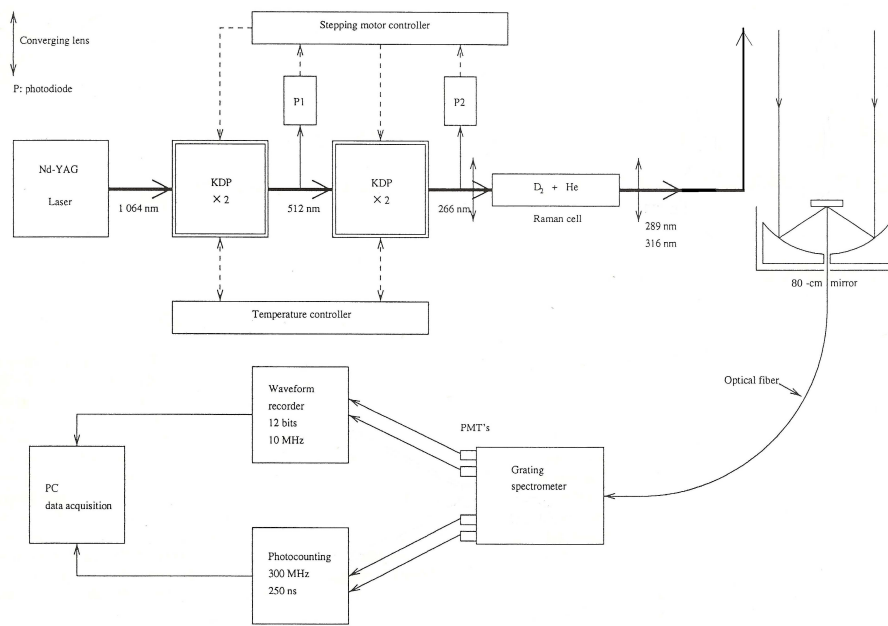 Stepping motor controller
Converging lens
P: photodiode
P1
P2
Nd-YAG
Laser
KDP
× 2
KDP
× 2
D2 + He
1 064 nm
512 nm
266 nm
Raman cell
289 nm
316 nm
80 -cm mirror
Temperature controller
Optical fiber
Waveform
recorder
12 bits
10 MHz
PMT's
Grating
spectrometer
PC
data acquisition
Photocounting
300 MHz
250 ns